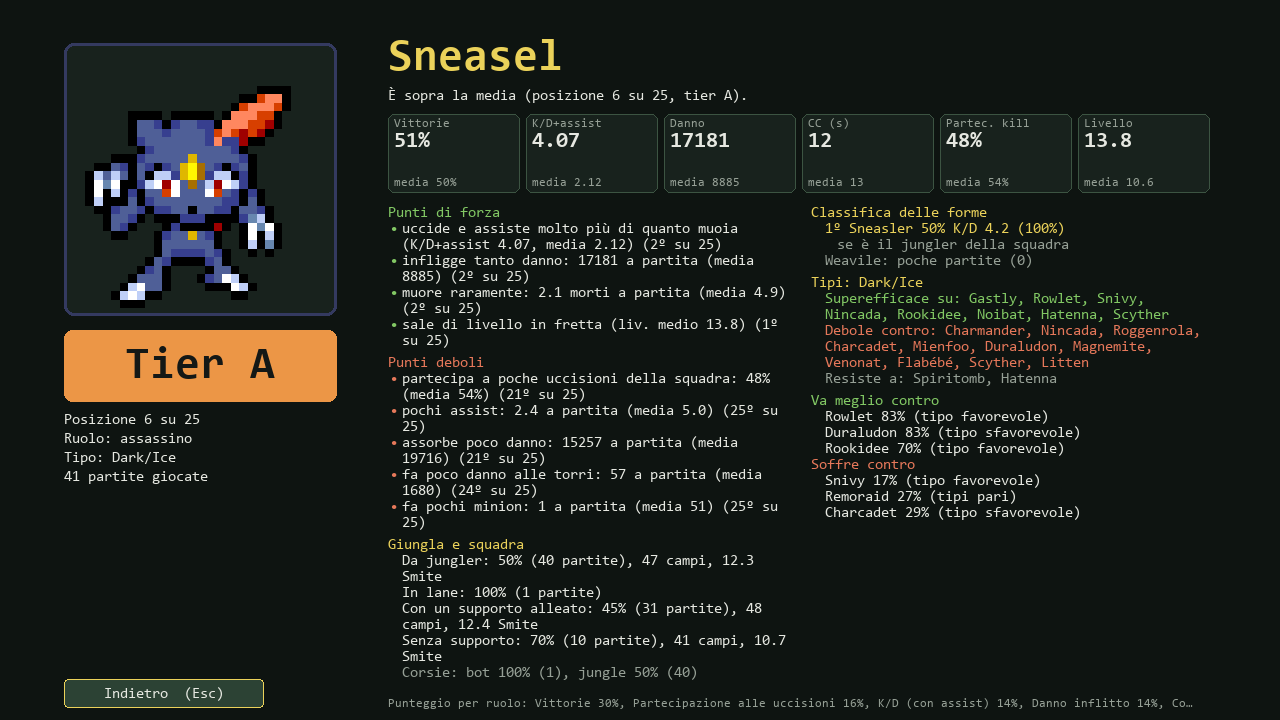 Sneasel
È sopra la media (posizione 6 su 25, tier A).
Vittorie
51%
media 50%
K/D+assist
4.07
media 2.12
Danno
17181
media 8885
CC (s)
12
media 13
Partec. kill
48%
media 54%
Livello
13.8
media 10.6
Tier A
Posizione 6 su 25
Ruolo: assassino
Tipo: Dark/Ice
41 partite giocate
Punti di forza
• uccide e assiste molto più di quanto muoia
(K/D+assist 4.07, media 2.12) (2º su 25)
• infligge tanto danno: 17181 a partita (media
8885) (2º su 25)
• muore raramente: 2.1 morti a partita (media 4.9)
(2º su 25)
• sale di livello in fretta (liv. medio 13.8) (1º
su 25)
Punti deboli
• partecipa a poche uccisioni della squadra: 48%
(media 54%) (21º su 25)
• pochi assist: 2.4 a partita (media 5.0) (25º su
25)
• assorbe poco danno: 15257 a partita (media
19716) (21º su 25)
• fa poco danno alle torri: 57 a partita (media
1680) (24º su 25)
• fa pochi minion: 1 a partita (media 51) (25º su
25)
Giungla e squadra
Da jungler: 50% (40 partite), 47 campi, 12.3
Smite
In lane: 100% (1 partite)
Con un supporto alleato: 45% (31 partite), 48
campi, 12.4 Smite
Senza supporto: 70% (10 partite), 41 campi, 10.7
Smite
Corsie: bot 100% (1), jungle 50% (40)
Classifica delle forme
1º Sneasler 50% K/D 4.2 (100%)
se è il jungler della squadra
Weavile: poche partite (0)
Tipi: Dark/Ice
Superefficace su: Gastly, Rowlet, Snivy,
Nincada, Rookidee, Noibat, Hatenna, Scyther
Debole contro: Charmander, Nincada, Roggenrola,
Charcadet, Mienfoo, Duraludon, Magnemite,
Venonat, Flabébé, Scyther, Litten
Resiste a: Spiritomb, Hatenna
Va meglio contro
Rowlet 83% (tipo favorevole)
Duraludon 83% (tipo sfavorevole)
Rookidee 70% (tipo favorevole)
Soffre contro
Snivy 17% (tipo favorevole)
Remoraid 27% (tipi pari)
Charcadet 29% (tipo sfavorevole)
Indietro (Esc)
Punteggio per ruolo: Vittorie 30%, Partecipazione alle uccisioni 16%, K/D (con assist) 14%, Danno inflitto 14%, Co…